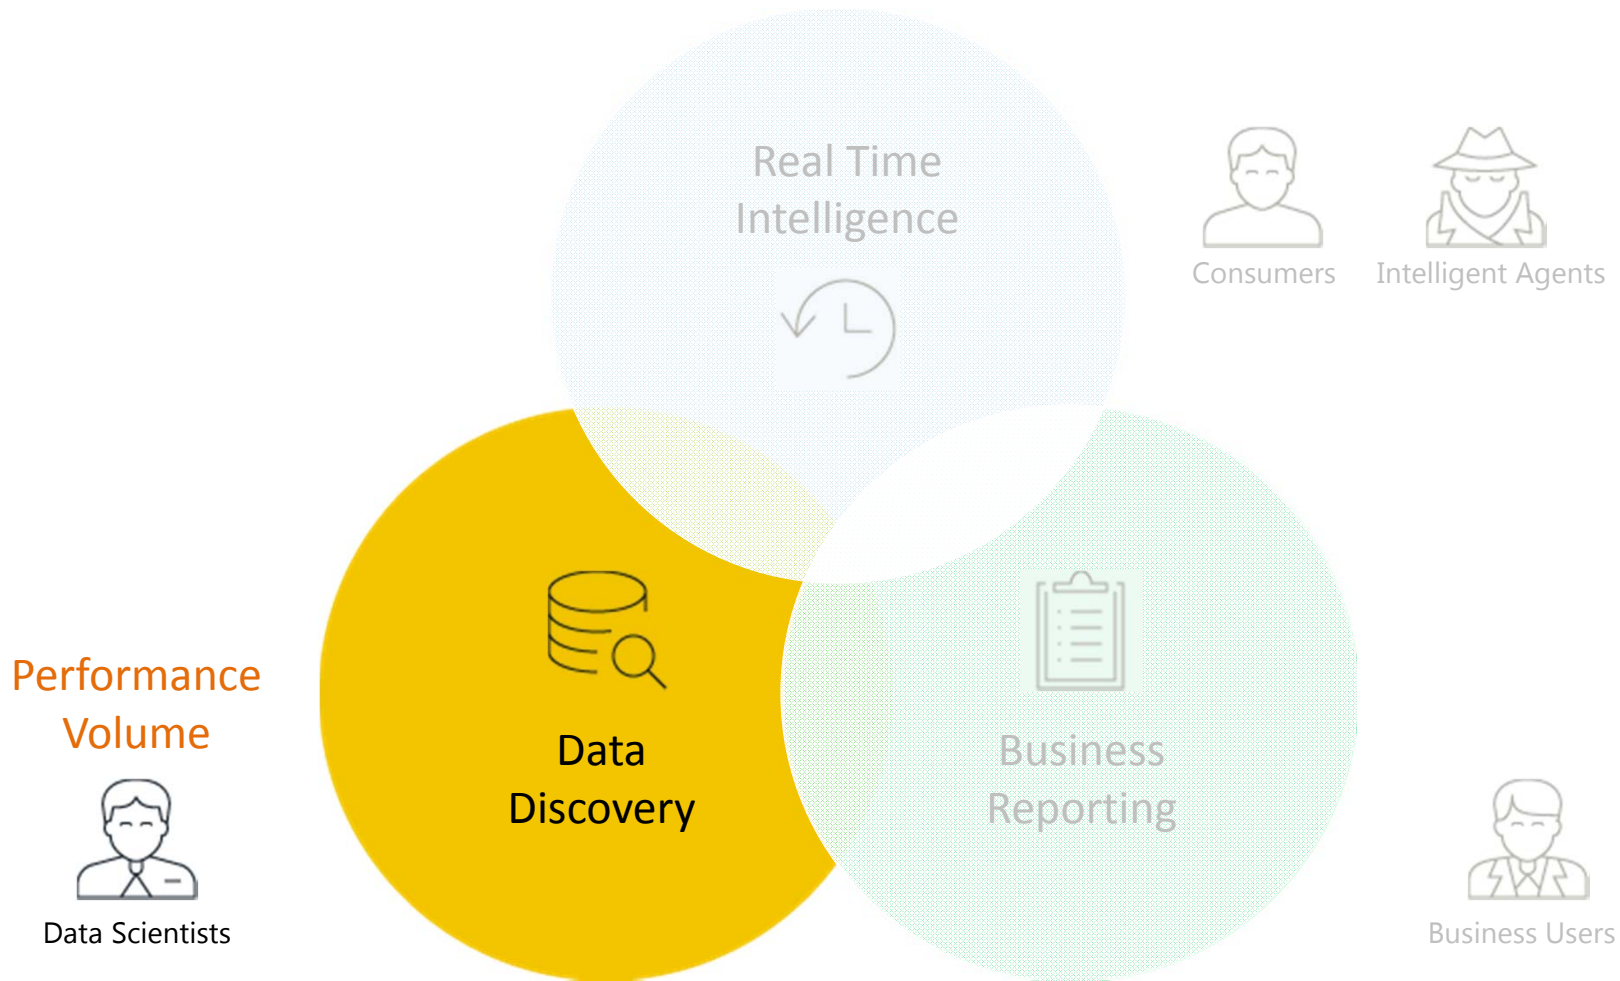 Real Time
Intelligence
Consumers
Intelligent Agents
Performance
Volume
Data Scientists
Data
Discovery
Business
Reporting
Business Users